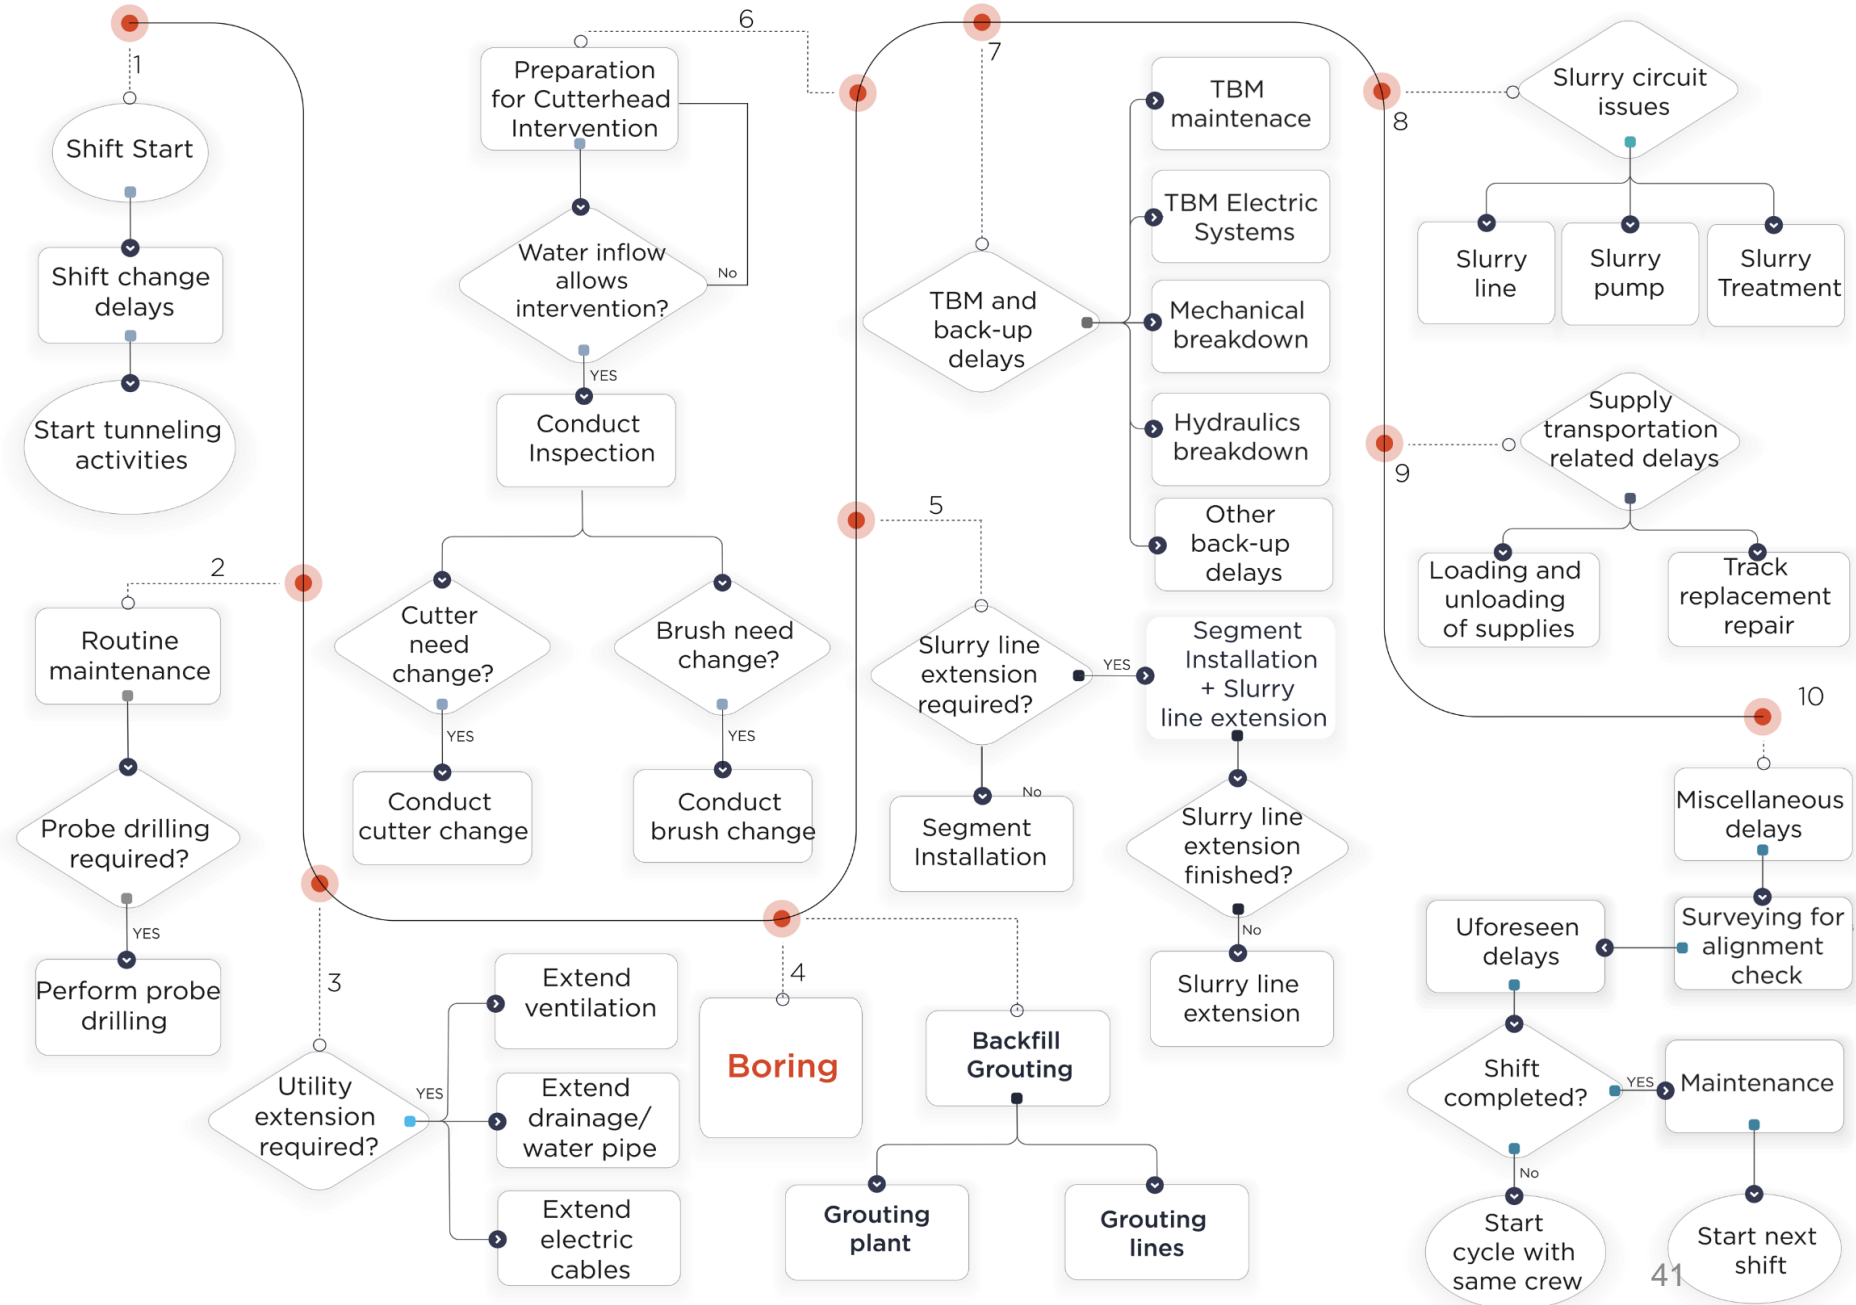 1
Shift Start
Shift change
delays
Start tunneling
activities
2
Routine
maintenance
Probe drilling
required?
YES
Perform probe
drilling
3
Utility
extension
required?
YES
Extend
ventilation
Extend
drainage/
water pipe
Extend
electric
cables
4
Boring
Backfill
Grouting
Grouting
plant
Grouting
lines
5
Slurry line
extension
required?
YES
Segment
Installation
+ Slurry
line extension
No
Segment
Installation
Slurry line
extension
finished?
No
Slurry line
extension
6
Preparation
for Cutterhead
Intervention
Water inflow
allows
intervention?
No
YES
Conduct
Inspection
Cutter
need
change?
YES
Conduct
cutter change
Brush need
change?
YES
Conduct
brush change
7
TBM and
back-up
delays
TBM
maintenace
TBM Electric
Systems
Mechanical
breakdown
Hydraulics
breakdown
Other
back-up
delays
8
Slurry circuit
issues
Slurry
line
Slurry
pump
Slurry
Treatment
9
Supply
transportation
related delays
Loading and
unloading
of supplies
Track
replacement
repair
10
Miscellaneous
delays
Surveying for
alignment
check
Uforeseen
delays
Shift
completed?
YES
Maintenance
Start next
shift
No
Start
cycle with
same crew
41